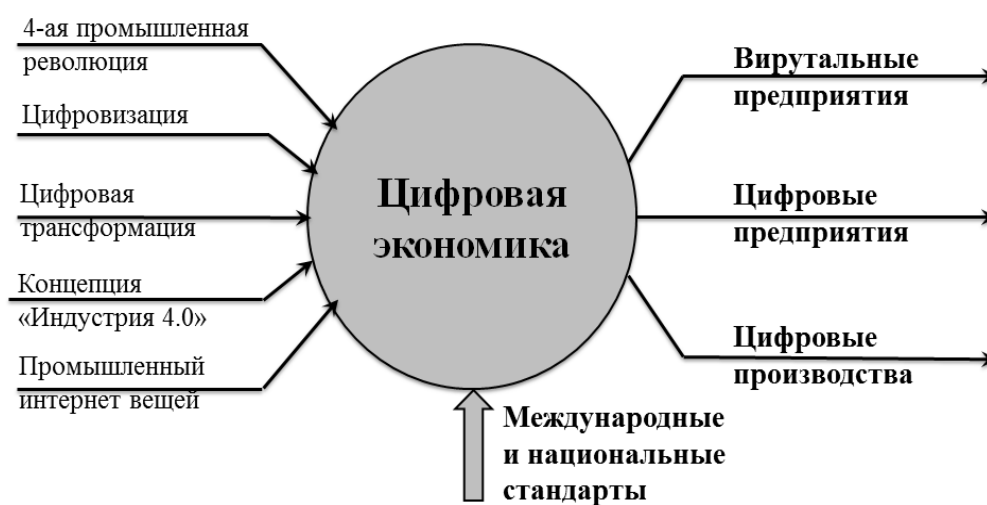 4-ая промышленная
революция
Цифровизация
Цифровая
трансформация
Концепция
«Индустрия 4.0»
Промышленный
интернет вещей
Цифровая
экономика
Вирутальные
предприятия
Цифровые
предприятия
Цифровые
производства
Международные
и национальные
стандарты